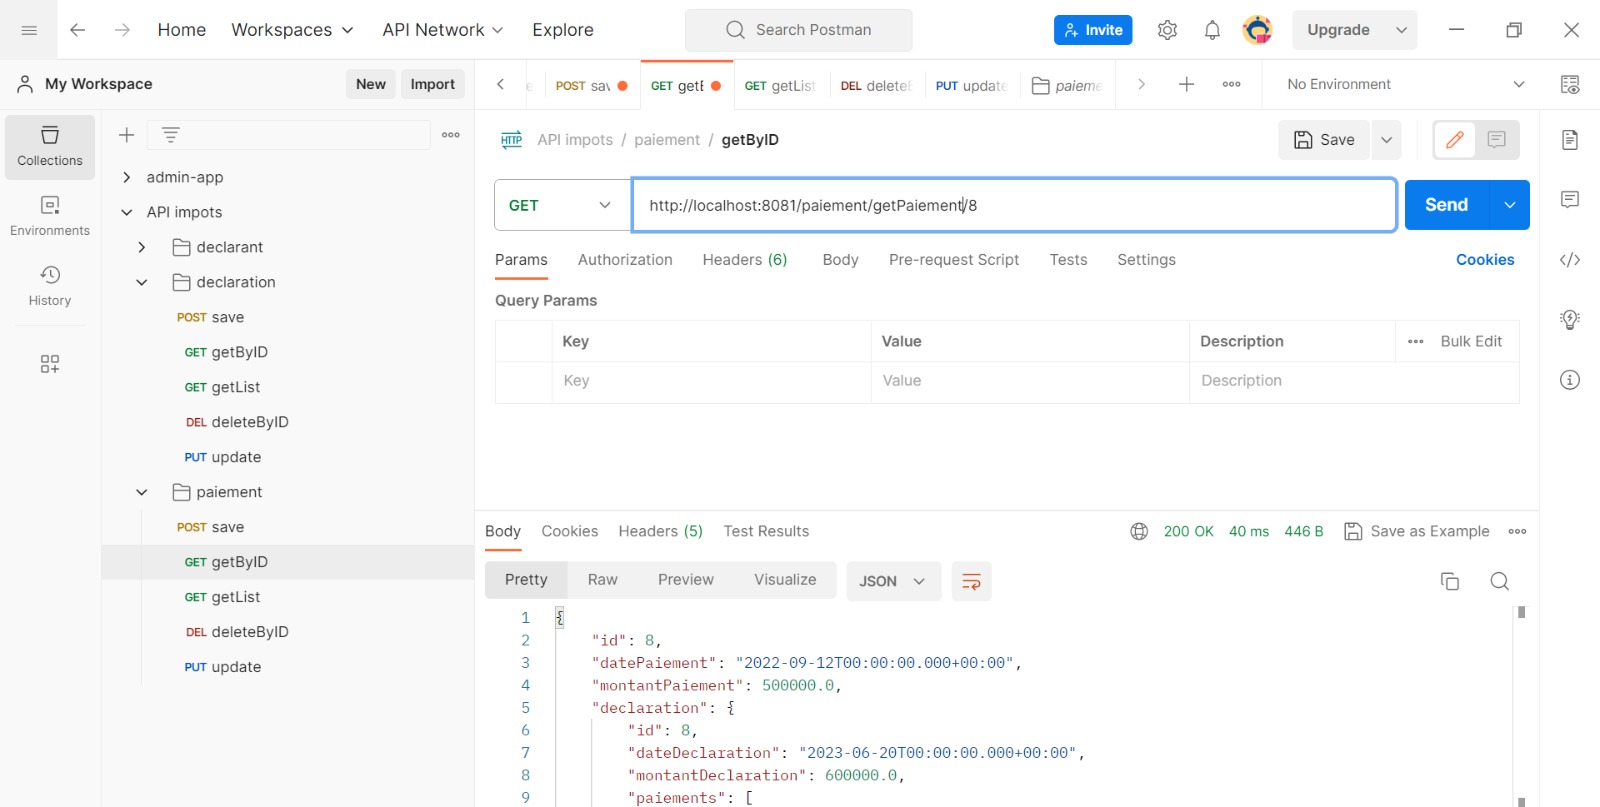 Home Workspaces API Network Explore Search Postman Invite Upgrade
My Workspace New Import POST sav GET getE GET getList DEL deleteE PUT update paieme No Environment
Collections
Environments
History
admin-app
API impots
declarant
declaration
POST save
GET getByID
GET getList
DEL deleteByID
PUT update
paiement
POST save
GET getByID
GET getList
DEL deleteByID
PUT update
HTTP API impots / paiement / getByID Save
GET http://localhost:8081/paiement/getPaiement/8 Send
Params Authorization Headers (6) Body Pre-request Script Tests Settings Cookies
Query Params
Key Value Description Bulk Edit
Key Value Description
Body Cookies Headers (5) Test Results 200 OK 40 ms 446 B Save as Example
Pretty Raw Preview Visualize JSON
1 {
2 "id": 8,
3 "datePaiement": "2022-09-12T00:00:00.000+00:00",
4 "montantPaiement": 500000.0,
5 "declaration": {
6 "id": 8,
7 "dateDeclaration": "2023-06-20T00:00:00.000+00:00",
8 "montantDeclaration": 600000.0,
9 "paiements": [